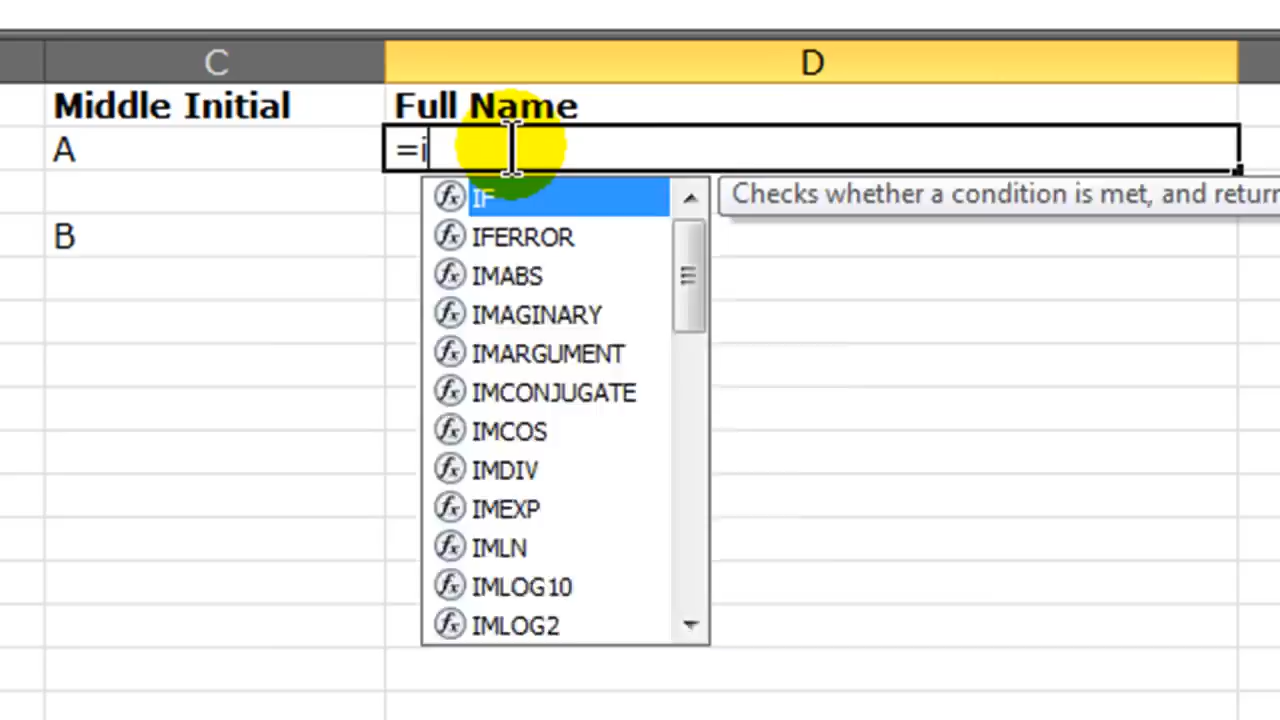 C D
Middle Initial Full Name
A =i
IF Checks whether a condition is met, and return
B IFERROR
IMABS
IMAGINARY
IMARGUMENT
IMCONJUGATE
IMCOS
IMDIV
IMEXP
IMLN
IMLOG10
IMLOG2